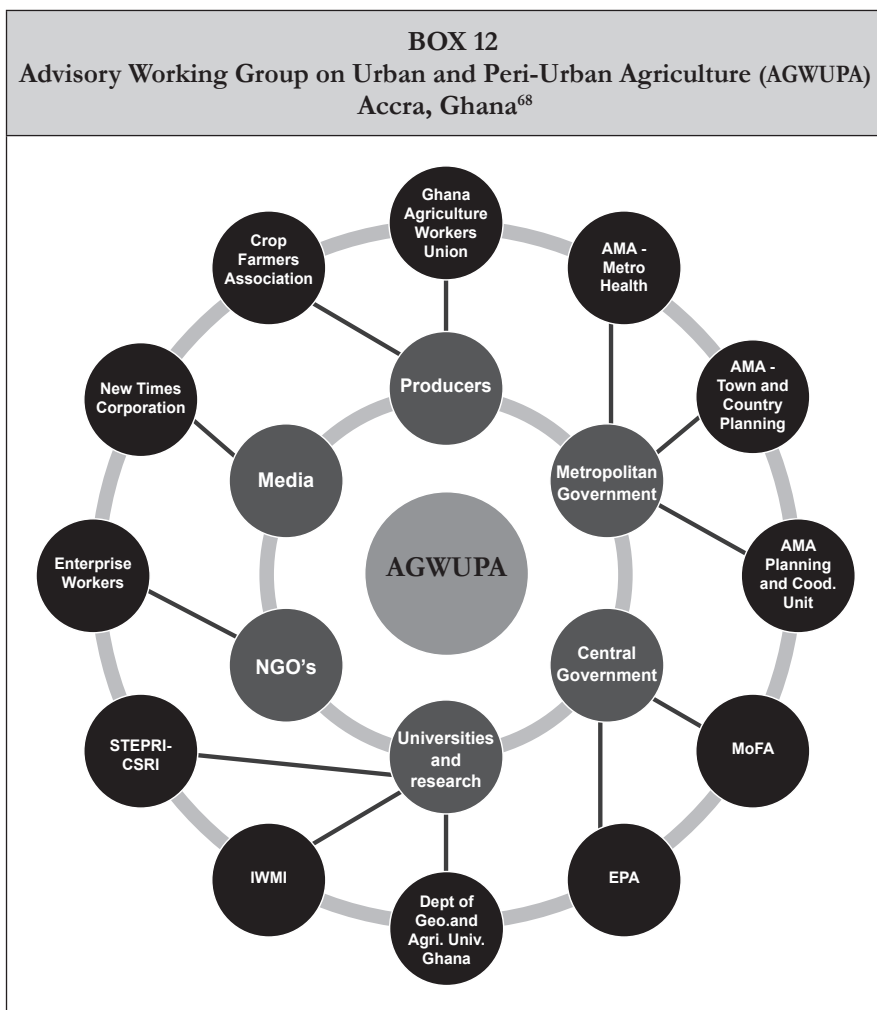 BOX 12
Advisory Working Group on Urban and Peri-Urban Agriculture (AGWUPA)
Accra, Ghana68
Ghana
Agriculture
Workers
Union
Crop
Farmers
Association
AMA -
Metro
Health
New Times
Corporation
Producers
AMA -
Town and
Country
Planning
Media
Metropolitan
Government
Enterprise
Workers
AGWUPA
AMA
Planning
and Cood.
Unit
NGO's
Central
Government
STEPRI-
CSRI
Universities
and
research
MoFA
IWMI
Dept of
Geo.and
Agri. Univ.
Ghana
EPA